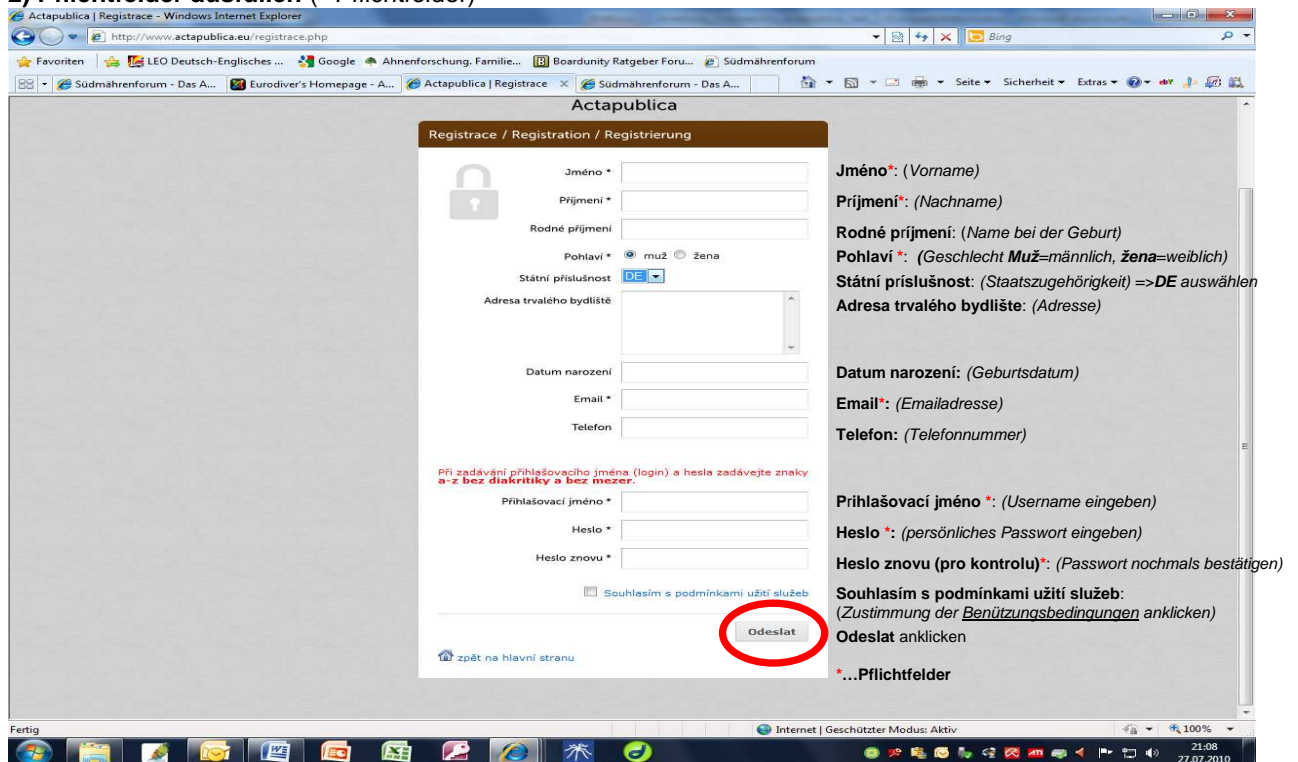 2) Pflichtfelder ausfüllen (* Pflichtfelder)
Actapublica | Registrace - Windows Internet Explorer
http://www.actapublica.eu/registrace.php
Bing
Favoriten LEO Deutsch-Englisches ... Google Ahnenforschung. Familie... Boardunity Ratgeber Foru... Südmährenforum
Südmährenforum - Das A... Eurodiver's Homepage - A... Actapublica | Registrace Südmährenforum - Das A... Seite Sicherheit Extras
Actapublica
Registrace / Registration / Registrierung
Jméno * Jméno*: (Vorname)
Příjmení * Príjmení*: (Nachname)
Rodné příjmení Rodné príjmení: (Name bei der Geburt)
Pohlaví * muž žena Pohlaví *: (Geschlecht Muž=männlich, žena=weiblich)
Státní příslušnost DE Státní príslušnost: (Staatszugehörigkeit) =>DE auswählen
Adresa trvalého bydliště Adresa trvalého bydlište: (Adresse)
Datum narození Datum narození: (Geburtsdatum)
Email * Email*: (Emailadresse)
Telefon Telefon: (Telefonnummer)
Při zadávání přihlašovacího jména (login) a hesla zadávejte znaky
a-z bez diakritiky a bez mezer.
Přihlašovací jméno * Prihlašovací jméno *: (Username eingeben)
Heslo * Heslo *: (persönliches Passwort eingeben)
Heslo znovu * Heslo znovu (pro kontrolu)*: (Passwort nochmals bestätigen)
Souhlasím s podmínkami užití služeb Souhlasím s podmínkami užití služeb:
(Zustimmung der Benützungsbedingungen anklicken)
Odeslat Odeslat anklicken
zpět na hlavní stranu
*…Pflichtfelder
Fertig Internet | Geschützter Modus: Aktiv 100%
21:08
27.07.2010